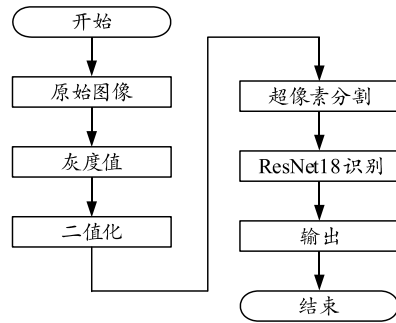 开始
原始图像
灰度值
二值化
超像素分割
ResNet18识别
输出
结束